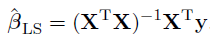 β̂_LS = (X^T X)^{-1} X^T y